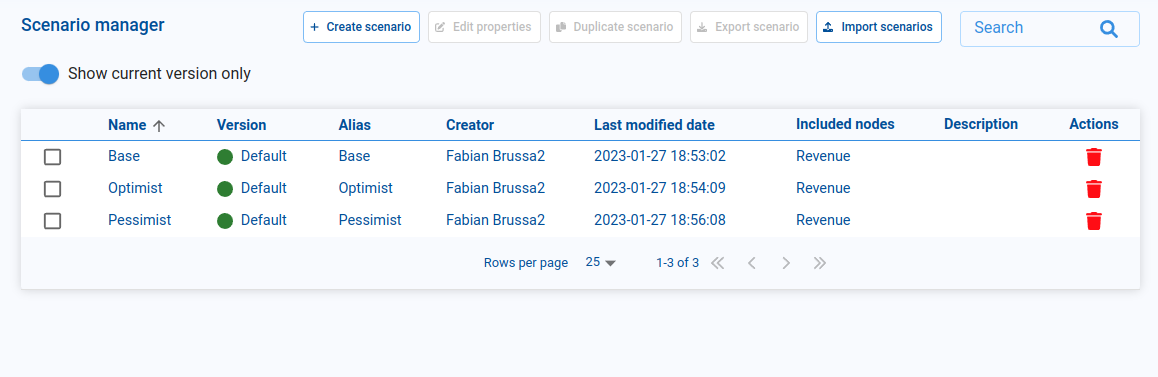 Scenario manager
Create scenario
Edit properties
Duplicate scenario
Export scenario
Import scenarios
Search
Show current version only
Name Version Alias Creator Last modified date Included nodes Description Actions
Base Default Base Fabian Brussa2 2023-01-27 18:53:02 Revenue
Optimist Default Optimist Fabian Brussa2 2023-01-27 18:54:09 Revenue
Pessimist Default Pessimist Fabian Brussa2 2023-01-27 18:56:08 Revenue
Rows per page 25 1-3 of 3